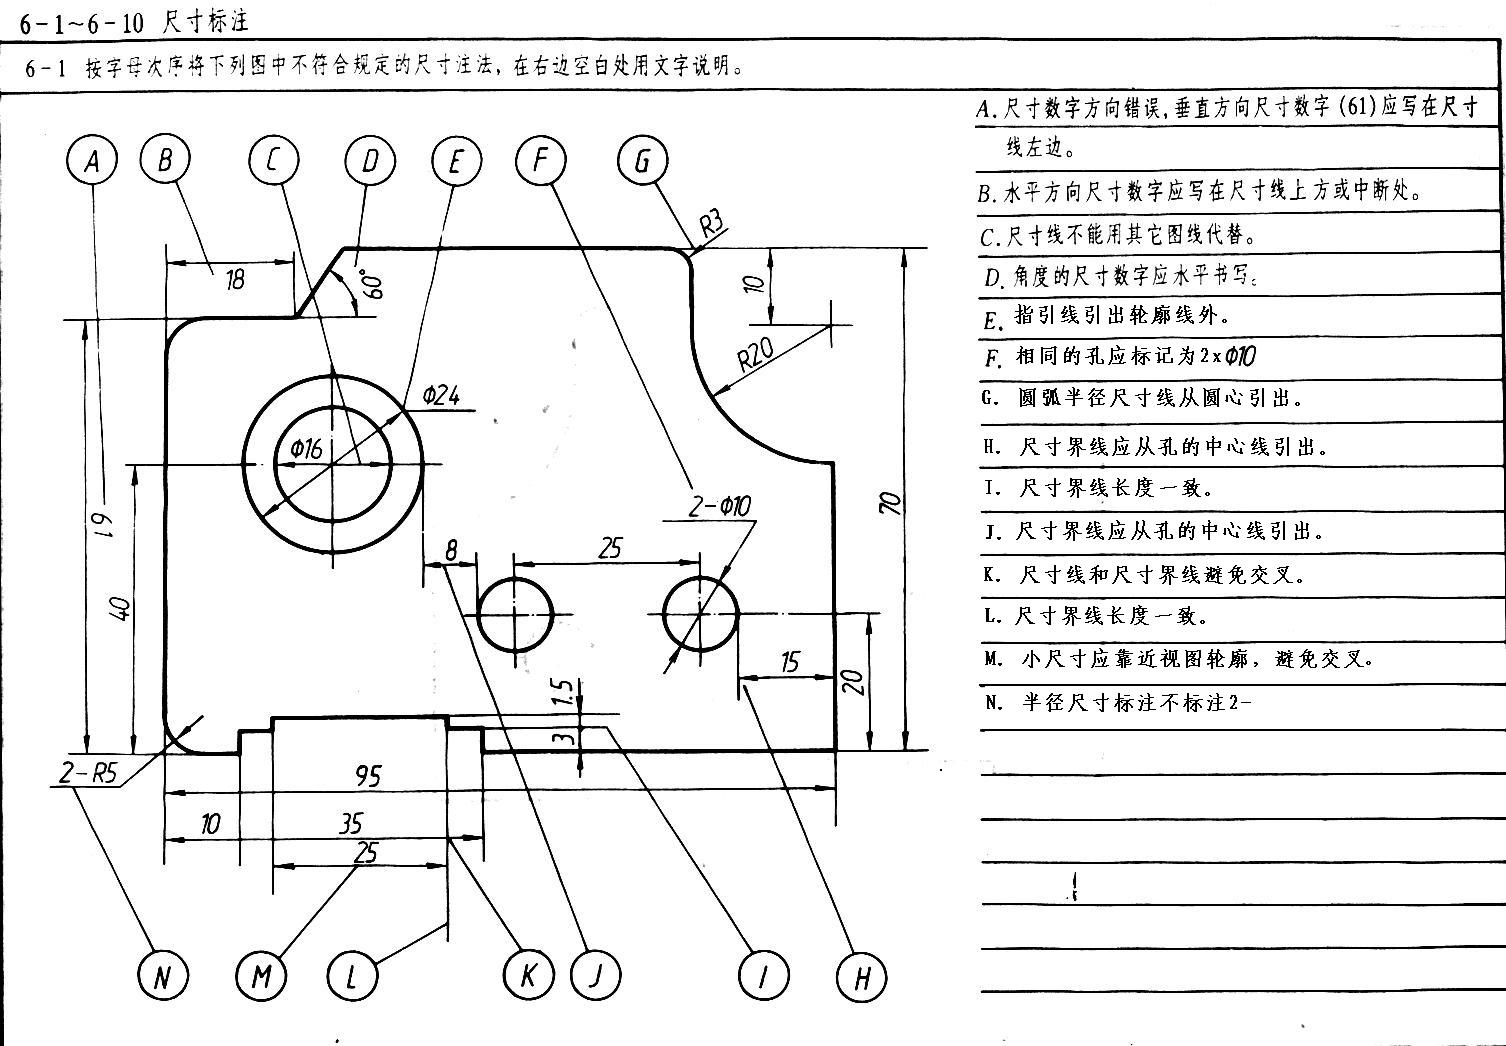 6-1~6-10 尺寸标注
6-1 按字母次序将下列图中不符合规定的尺寸注法，在右边空白处用文字说明。
A. 尺寸数字方向错误，垂直方向尺寸数字(61)应写在尺寸
线左边。
B. 水平方向尺寸数字应写在尺寸线上方或中断处。
C. 尺寸线不能用其它图线代替。
D. 角度的尺寸数字应水平书写。
E. 指引线引出轮廓线外。
F. 相同的孔应标记为2xΦ10
G. 圆弧半径尺寸线从圆心引出。
H. 尺寸界线应从孔的中心线引出。
I. 尺寸界线长度一致。
J. 尺寸界线应从孔的中心线引出。
K. 尺寸线和尺寸界线避免交叉。
L. 尺寸界线长度一致。
M. 小尺寸应靠近视图轮廓，避免交叉。
N. 半径尺寸标注不标注2-
A B C D E F G
R3
18
60°
10
R20
Φ24
Φ16
61
2-Φ10
70
8
25
40
15
20
1.5
3
2-R5
95
10
35
25
N M L K J I H